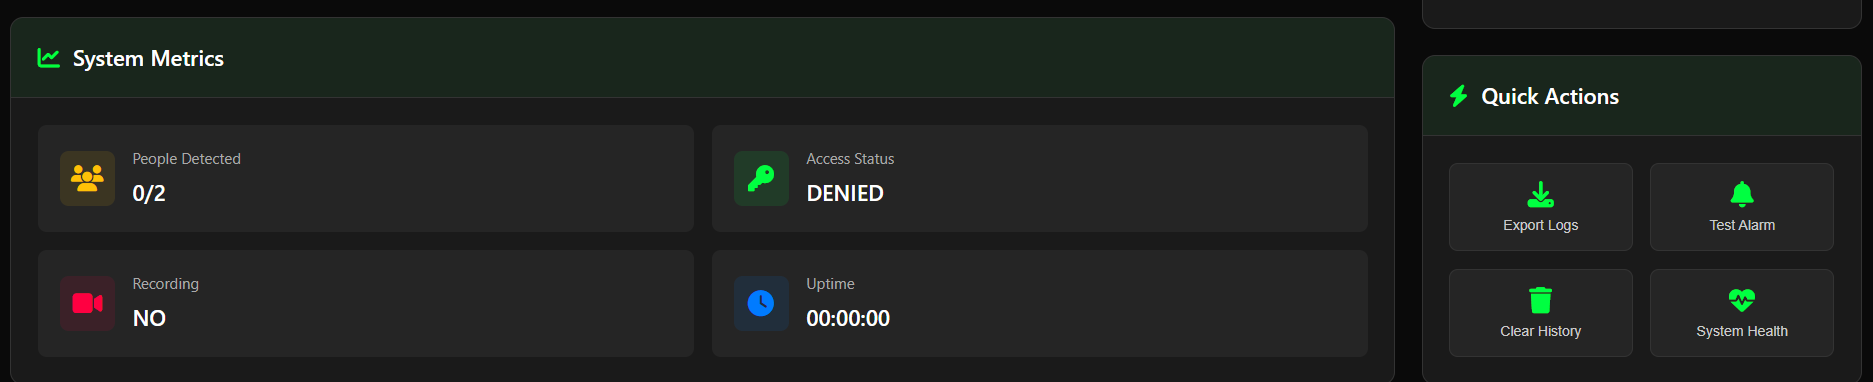 System Metrics
People Detected
0/2
Access Status
DENIED
Recording
NO
Uptime
00:00:00
Quick Actions
Export Logs
Test Alarm
Clear History
System Health